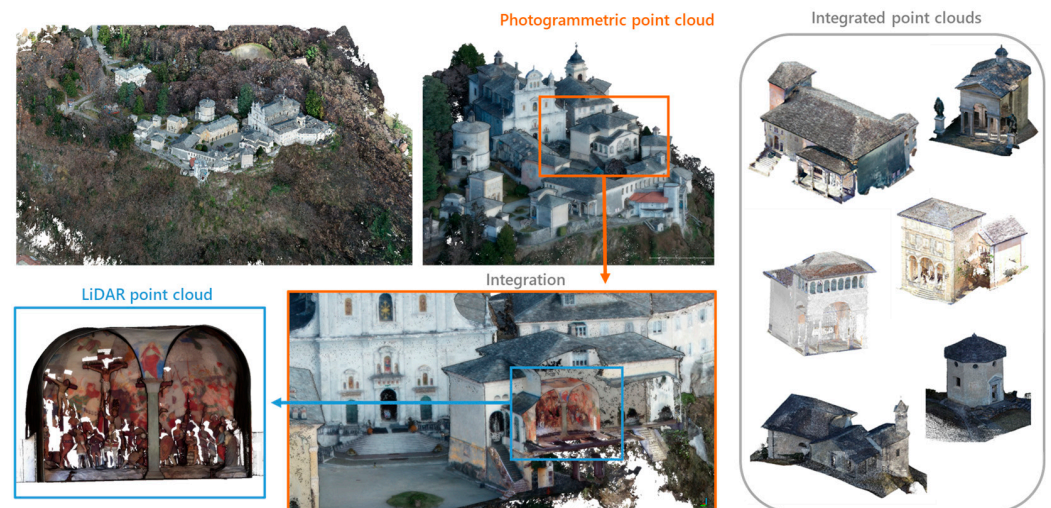 Photogrammetric point cloud
Integrated point clouds
Integration
LiDAR point cloud